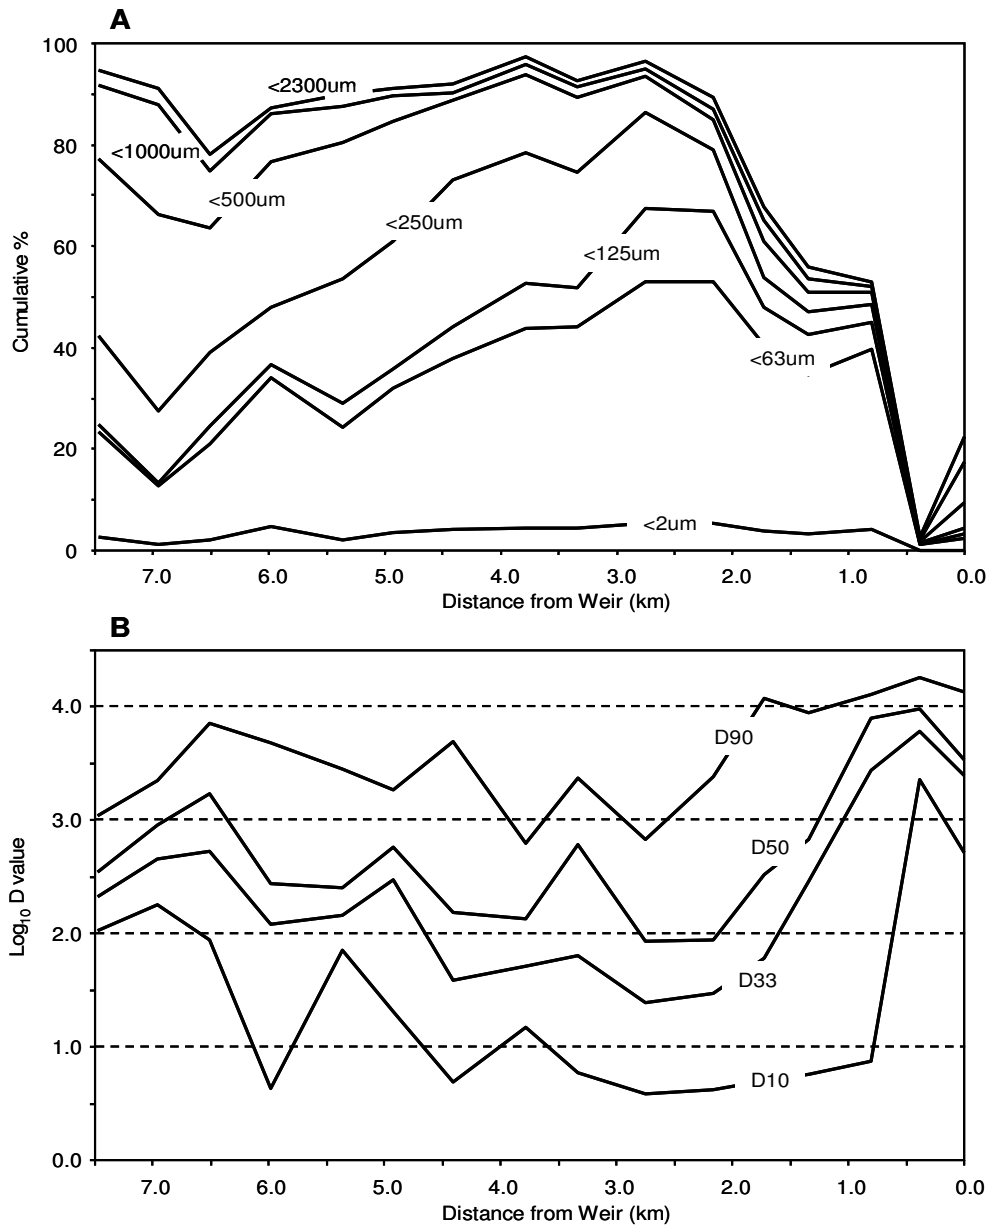 A
100
80
60
40
20
0
Cumulative %
<2300um
<1000um
<500um
<250um
<125um
<63um
<2um
7.0 6.0 5.0 4.0 3.0 2.0 1.0 0.0
Distance from Weir (km)
B
4.0
3.0
2.0
1.0
0.0
Log10 D value
D90
D50
D33
D10
7.0 6.0 5.0 4.0 3.0 2.0 1.0 0.0
Distance from Weir (km)